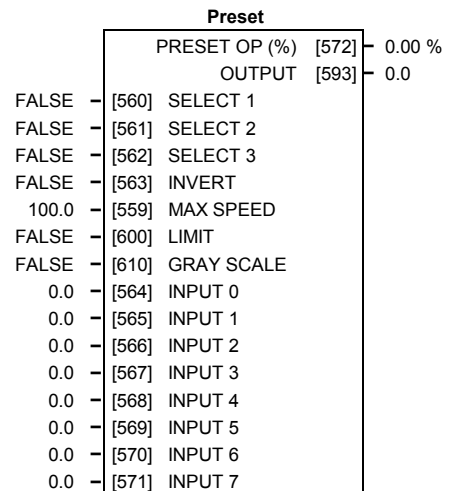 Preset
PRESET OP (%) [572] 0.00 %
OUTPUT [593] 0.0
FALSE [560] SELECT 1
FALSE [561] SELECT 2
FALSE [562] SELECT 3
FALSE [563] INVERT
100.0 [559] MAX SPEED
FALSE [600] LIMIT
FALSE [610] GRAY SCALE
0.0 [564] INPUT 0
0.0 [565] INPUT 1
0.0 [566] INPUT 2
0.0 [567] INPUT 3
0.0 [568] INPUT 4
0.0 [569] INPUT 5
0.0 [570] INPUT 6
0.0 [571] INPUT 7